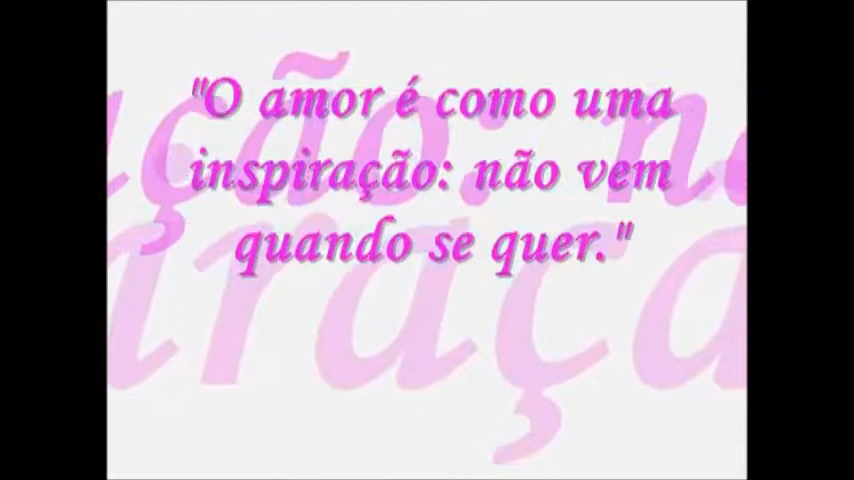 "O amor é como uma
inspiração: não vem
quando se quer."